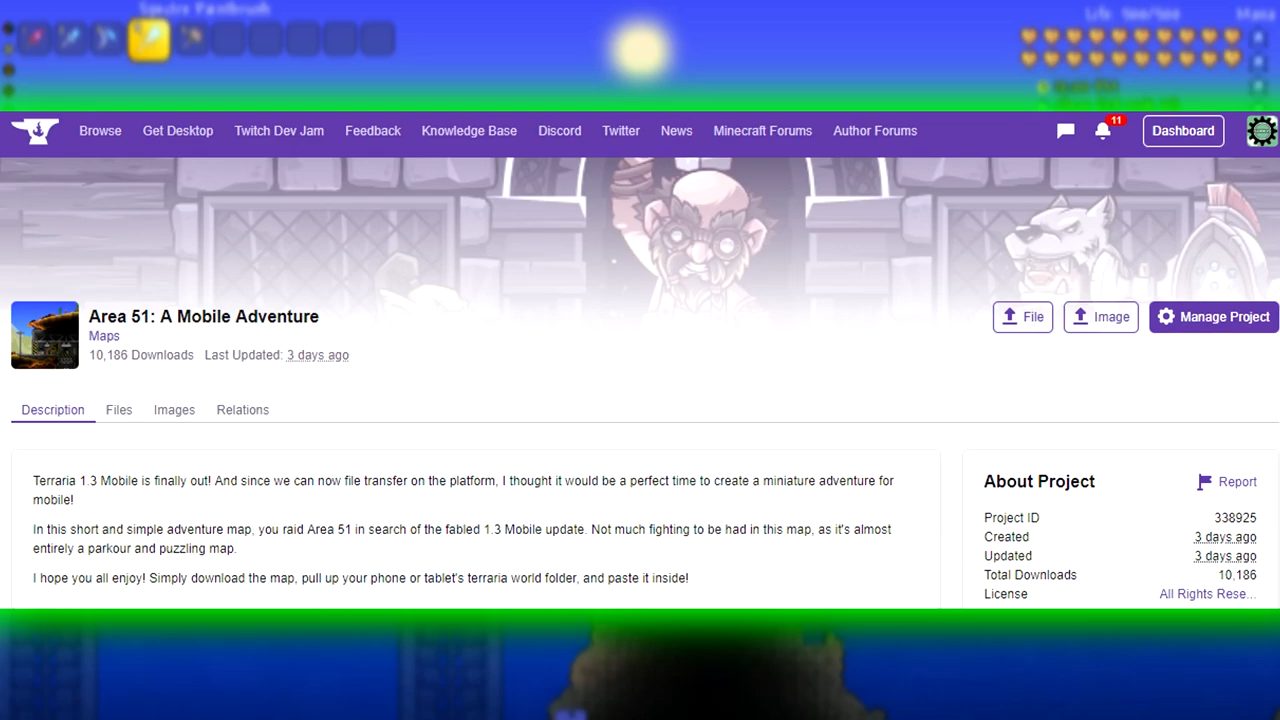 Spectre Paintbrush
Life: 500/500
Mana
Browse Get Desktop Twitch Dev Jam Feedback Knowledge Base Discord Twitter News Minecraft Forums Author Forums 11 Dashboard
Area 51: A Mobile Adventure
Maps
10,186 Downloads Last Updated: 3 days ago
File Image Manage Project
Description Files Images Relations
Terraria 1.3 Mobile is finally out! And since we can now file transfer on the platform, I thought it would be a perfect time to create a miniature adventure for
mobile!
In this short and simple adventure map, you raid Area 51 in search of the fabled 1.3 Mobile update. Not much fighting to be had in this map, as it's almost
entirely a parkour and puzzling map.
I hope you all enjoy! Simply download the map, pull up your phone or tablet's terraria world folder, and paste it inside!
About Project Report
Project ID 338925
Created 3 days ago
Updated 3 days ago
Total Downloads 10,186
License All Rights Rese...